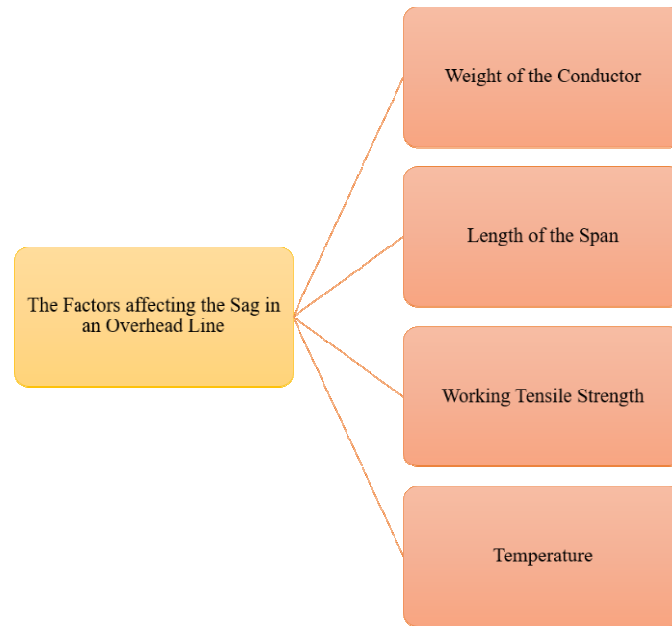 The Factors affecting the Sag in
an Overhead Line
Weight of the Conductor
Length of the Span
Working Tensile Strength
Temperature